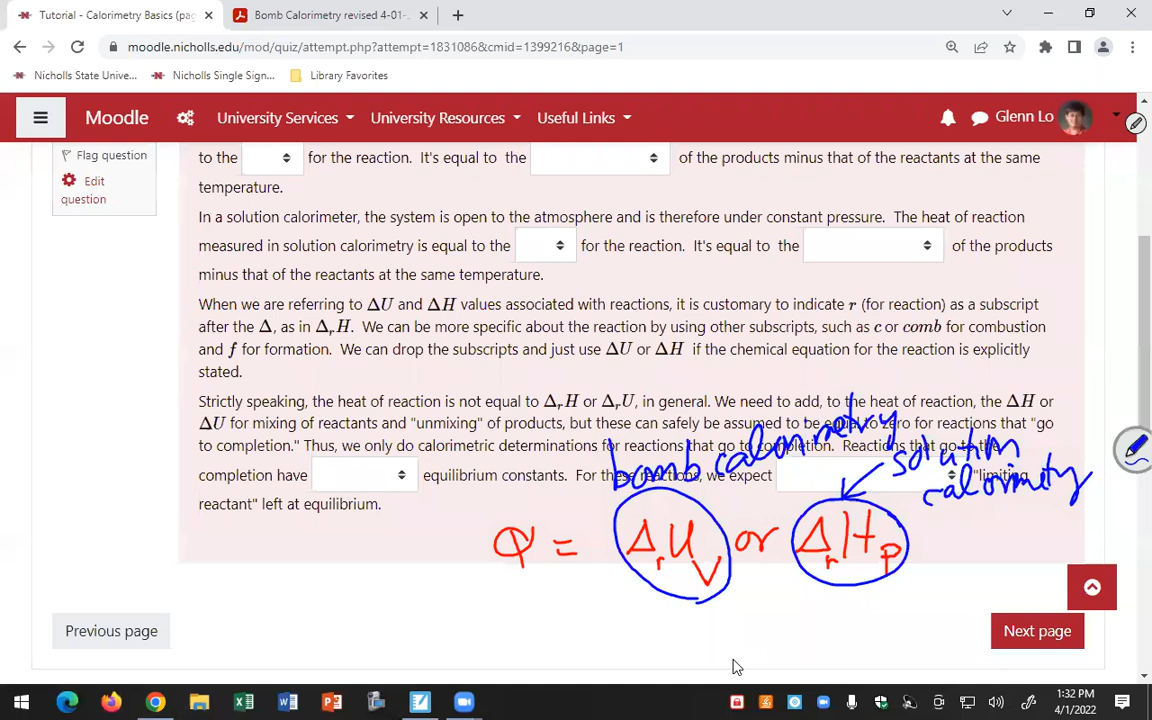 Tutorial - Calorimetry Basics (pag
Bomb Calorimetry revised 4-01-
moodle.nicholls.edu/mod/quiz/attempt.php?attempt=1831086&cmid=1399216&page=1
Nicholls State Unive...
Nicholls Single Sign...
Library Favorites
Moodle
University Services
University Resources
Useful Links
Glenn Lo
Flag question
Edit question
to the for the reaction. It's equal to the of the products minus that of the reactants at the same
temperature.
In a solution calorimeter, the system is open to the atmosphere and is therefore under constant pressure. The heat of reaction
measured in solution calorimetry is equal to the for the reaction. It's equal to the of the products
minus that of the reactants at the same temperature.
When we are referring to ΔU and ΔH values associated with reactions, it is customary to indicate r (for reaction) as a subscript
after the Δ, as in ΔᵣH. We can be more specific about the reaction by using other subscripts, such as c or comb for combustion
and f for formation. We can drop the subscripts and just use ΔU or ΔH if the chemical equation for the reaction is explicitly
stated.
Strictly speaking, the heat of reaction is not equal to ΔᵣH or ΔᵣU, in general. We need to add, to the heat of reaction, the ΔH or
ΔU for mixing of reactants and "unmixing" of products, but these can safely be assumed to be equal to zero for reactions that "go
to completion." Thus, we only do calorimetric determinations for reactions that go to completion. Reactions that go to the
completion have equilibrium constants. For these reactions, we expect "limiting
reactant" left at equilibrium.
bomb calorimetry
solution
calorimetry
Q = ΔᵣU V or ΔᵣH p
Previous page
Next page
1:32 PM
4/1/2022